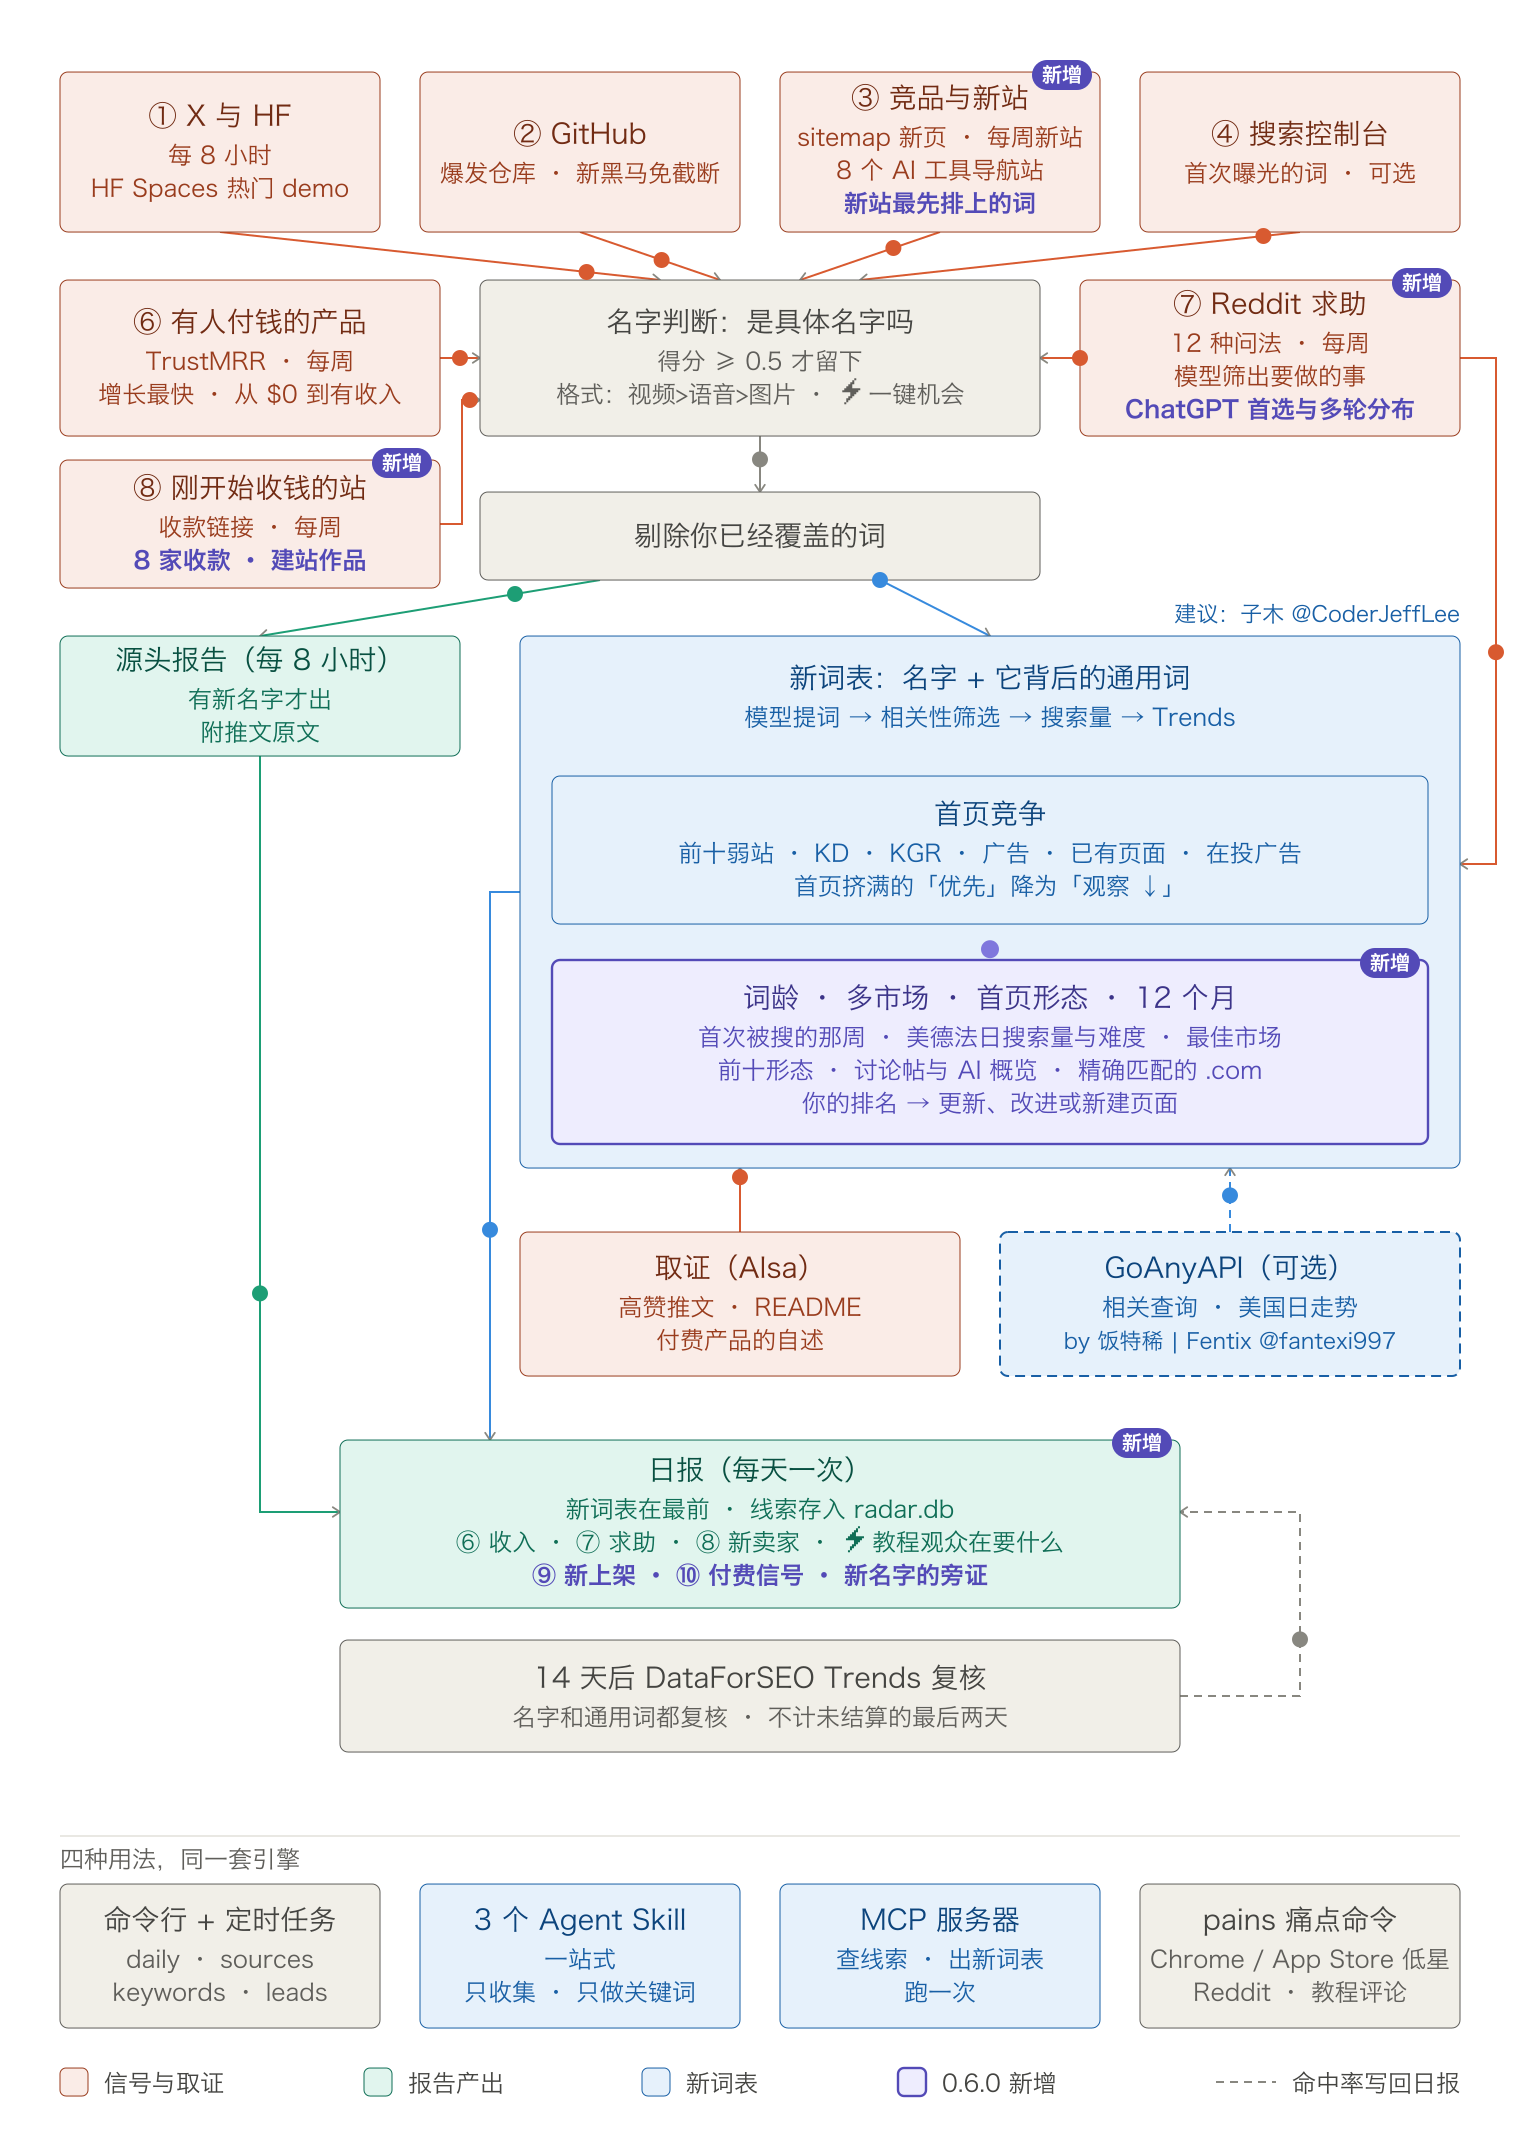 ① X 与 HF
每 8 小时
HF Spaces 热门 demo
② GitHub
爆发仓库 · 新黑马免截断
新增
③ 竞品与新站
sitemap 新页 · 每周新站
8 个 AI 工具导航站
新站最先排上的词
④ 搜索控制台
首次曝光的词 · 可选
⑥ 有人付钱的产品
TrustMRR · 每周
增长最快 · 从 $0 到有收入
名字判断：是具体名字吗
得分 ≥ 0.5 才留下
格式：视频>语音>图片 · ⚡一键机会
新增
⑦ Reddit 求助
12 种问法 · 每周
模型筛出要做的事
ChatGPT 首选与多轮分布
新增
⑧ 刚开始收钱的站
收款链接 · 每周
8 家收款 · 建站作品
剔除你已经覆盖的词
建议：子木 @CoderJeffLee
源头报告（每 8 小时）
有新名字才出
附推文原文
新词表：名字 + 它背后的通用词
模型提词 → 相关性筛选 → 搜索量 → Trends
首页竞争
前十弱站 · KD · KGR · 广告 · 已有页面 · 在投广告
首页挤满的「优先」降为「观察 ↓」
新增
词龄 · 多市场 · 首页形态 · 12 个月
首次被搜的那周 · 美德法日搜索量与难度 · 最佳市场
前十形态 · 讨论帖与 AI 概览 · 精确匹配的 .com
你的排名 → 更新、改进或新建页面
取证（AIsa）
高赞推文 · README
付费产品的自述
GoAnyAPI（可选）
相关查询 · 美国日走势
by 饭特稀 | Fentix @fantexi997
新增
日报（每天一次）
新词表在最前 · 线索存入 radar.db
⑥ 收入 · ⑦ 求助 · ⑧ 新卖家 · ⚡教程观众在要什么
⑨ 新上架 · ⑩ 付费信号 · 新名字的旁证
14 天后 DataForSEO Trends 复核
名字和通用词都复核 · 不计未结算的最后两天
四种用法，同一套引擎
命令行 + 定时任务
daily · sources
keywords · leads
3 个 Agent Skill
一站式
只收集 · 只做关键词
MCP 服务器
查线索 · 出新词表
跑一次
pains 痛点命令
Chrome / App Store 低星
Reddit · 教程评论
信号与取证
报告产出
新词表
0.6.0 新增
命中率写回日报